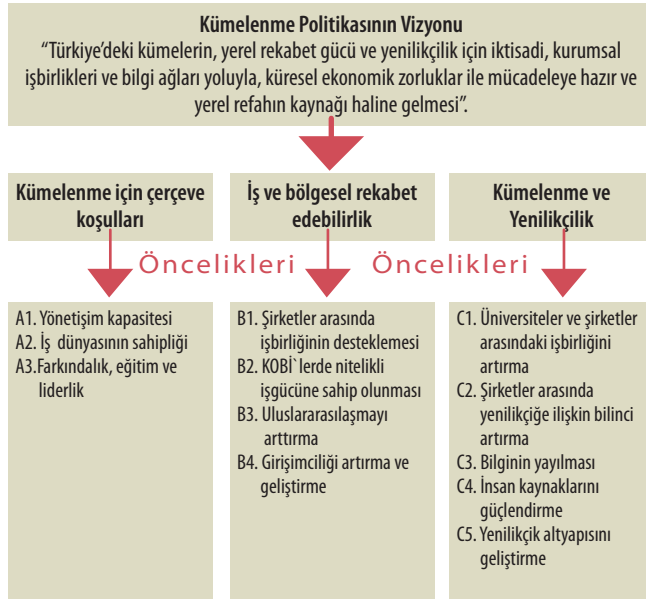 Kümelenme Politikasının Vizyonu
“Türkiye’deki kümelerin, yerel rekabet gücü ve yenilikçilik için iktisadi, kurumsal
işbirlikleri ve bilgi ağları yoluyla, küresel ekonomik zorluklar ile mücadeleye hazır ve
yerel refahın kaynağı haline gelmesi”.
Kümelenme için çerçeve
koşulları
İş ve bölgesel rekabet
edebilirlik
Kümelenme ve
Yenilikçilik
Öncelikleri
Öncelikleri
A1. Yönetişim kapasitesi
A2. İş dünyasının sahipliği
A3.Farkındalık, eğitim ve
liderlik
B1. Şirketler arasında
işbirliğinin desteklemesi
B2. KOBİ`lerde nitelikli
işgücüne sahip olunması
B3. Uluslararasılaşmayı
arttırma
B4. Girişimciliği artırma ve
geliştirme
C1. Üniversiteler ve şirketler
arasındaki işbirliğini
artırma
C2. Şirketler arasında
yenilikçiğe ilişkin bilinci
artırma
C3. Bilginin yayılması
C4. İnsan kaynaklarını
güçlendirme
C5. Yenilikçik altyapısını
geliştirme